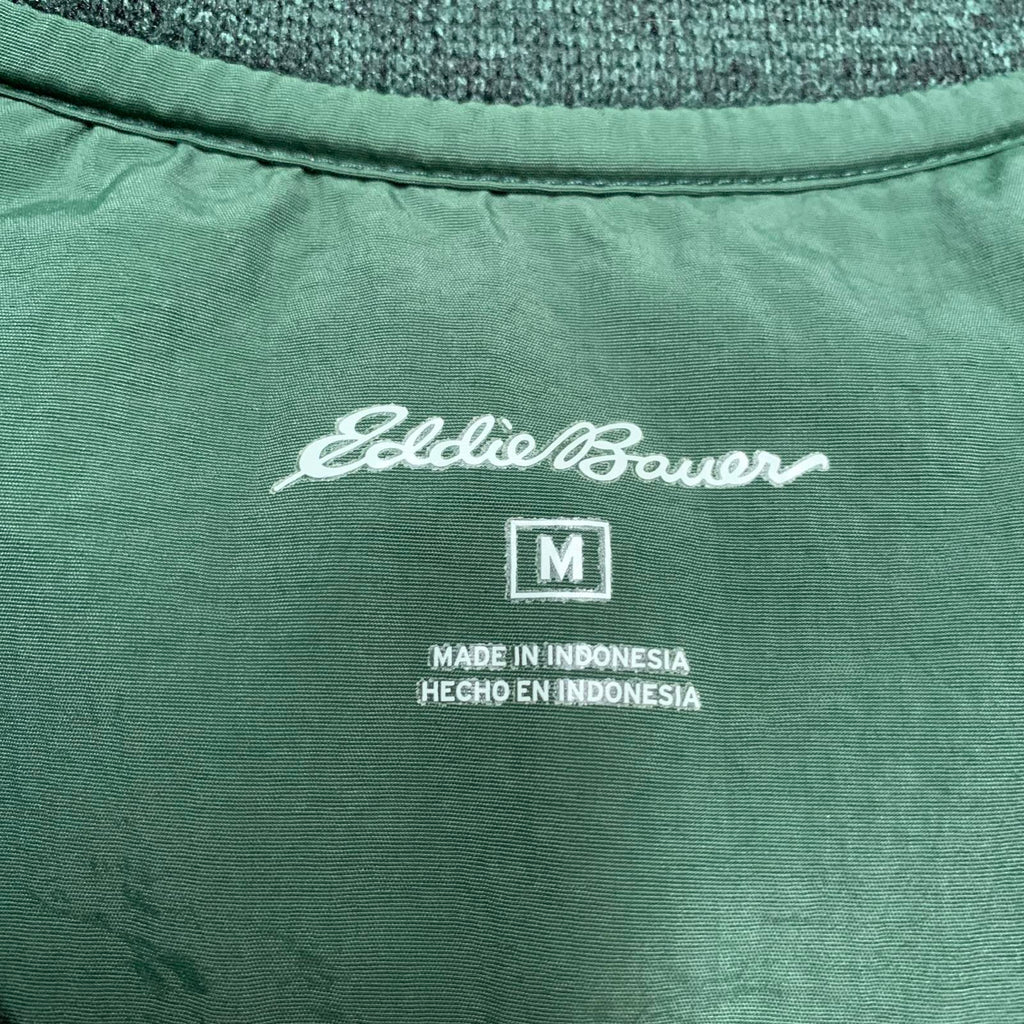 Eddie Bauer
M
MADE IN INDONESIA
HECHO EN INDONESIA